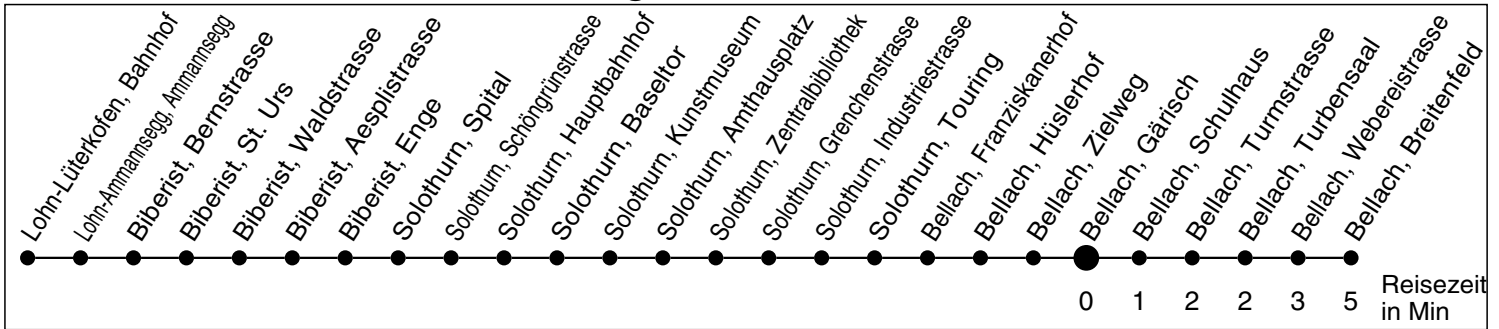 Lohn-Lüterkofen, Bahnhof
Lohn-Ammannsegg, Ammannsegg
Biberist, Bernstrasse
Biberist, St. Urs
Biberist, Waldstrasse
Biberist, Aesplistrasse
Biberist, Enge
Solothurn, Spital
Solothurn, Schöngrünstrasse
Solothurn, Hauptbahnhof
Solothurn, Baseltor
Solothurn, Kunstmuseum
Solothurn, Amthausplatz
Solothurn, Zentralbibliothek
Solothurn, Grenchenstrasse
Solothurn, Industriestrasse
Solothurn, Touring
Bellach, Franziskanerhof
Bellach, Hüslerhof
Bellach, Zielweg
Bellach, Gärisch
Bellach, Schulhaus
Bellach, Turmstrasse
Bellach, Turbensaal
Bellach, Webereistrasse
Bellach, Breitenfeld
0 1 2 2 3 5 Reisezeit
in Min